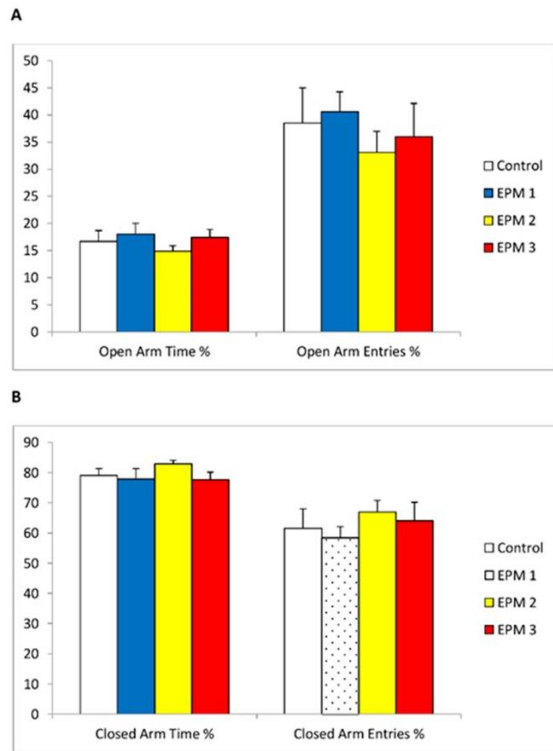 A
50
45
40
35
30
25
20
15
10
5
0
Open Arm Time %
Open Arm Entries %
Control
EPM 1
EPM 2
EPM 3
B
90
80
70
60
50
40
30
20
10
0
Closed Arm Time %
Closed Arm Entries %
Control
EPM 1
EPM 2
EPM 3